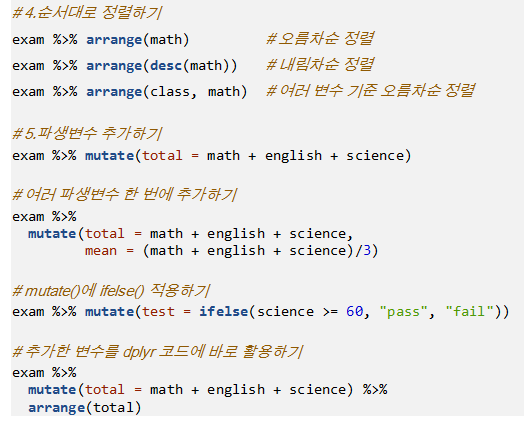 # 4.순서대로 정렬하기
exam %>% arrange(math) # 오름차순 정렬
exam %>% arrange(desc(math)) # 내림차순 정렬
exam %>% arrange(class, math) # 여러 변수 기준 오름차순 정렬
# 5.파생변수 추가하기
exam %>% mutate(total = math + english + science)
# 여러 파생변수 한 번에 추가하기
exam %>%
mutate(total = math + english + science,
mean = (math + english + science)/3)
# mutate()에 ifelse() 적용하기
exam %>% mutate(test = ifelse(science >= 60, "pass", "fail"))
# 추가한 변수를 dplyr 코드에 바로 활용하기
exam %>%
mutate(total = math + english + science) %>%
arrange(total)